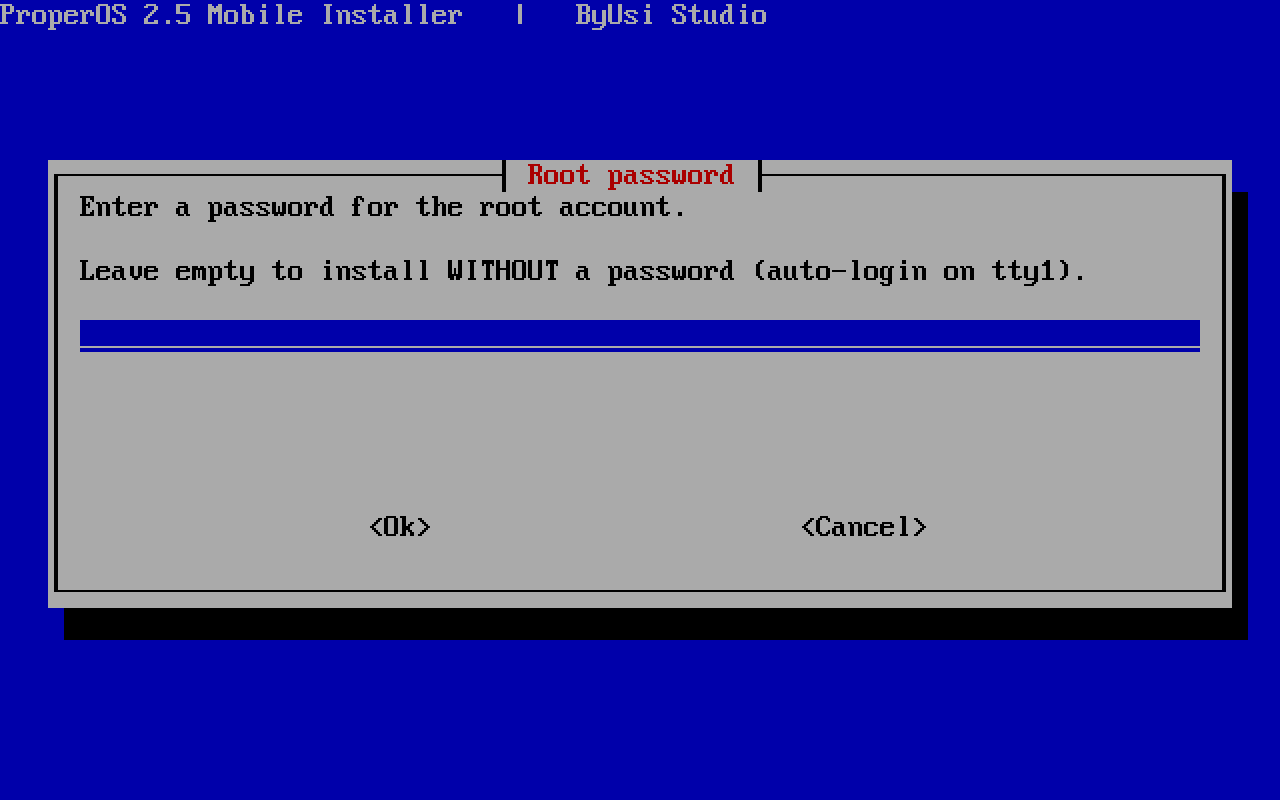 ProperOS 2.5 Mobile Installer | ByUsi Studio
Root password
Enter a password for the root account.
Leave empty to install WITHOUT a password (auto-login on tty1).
<Ok> <Cancel>